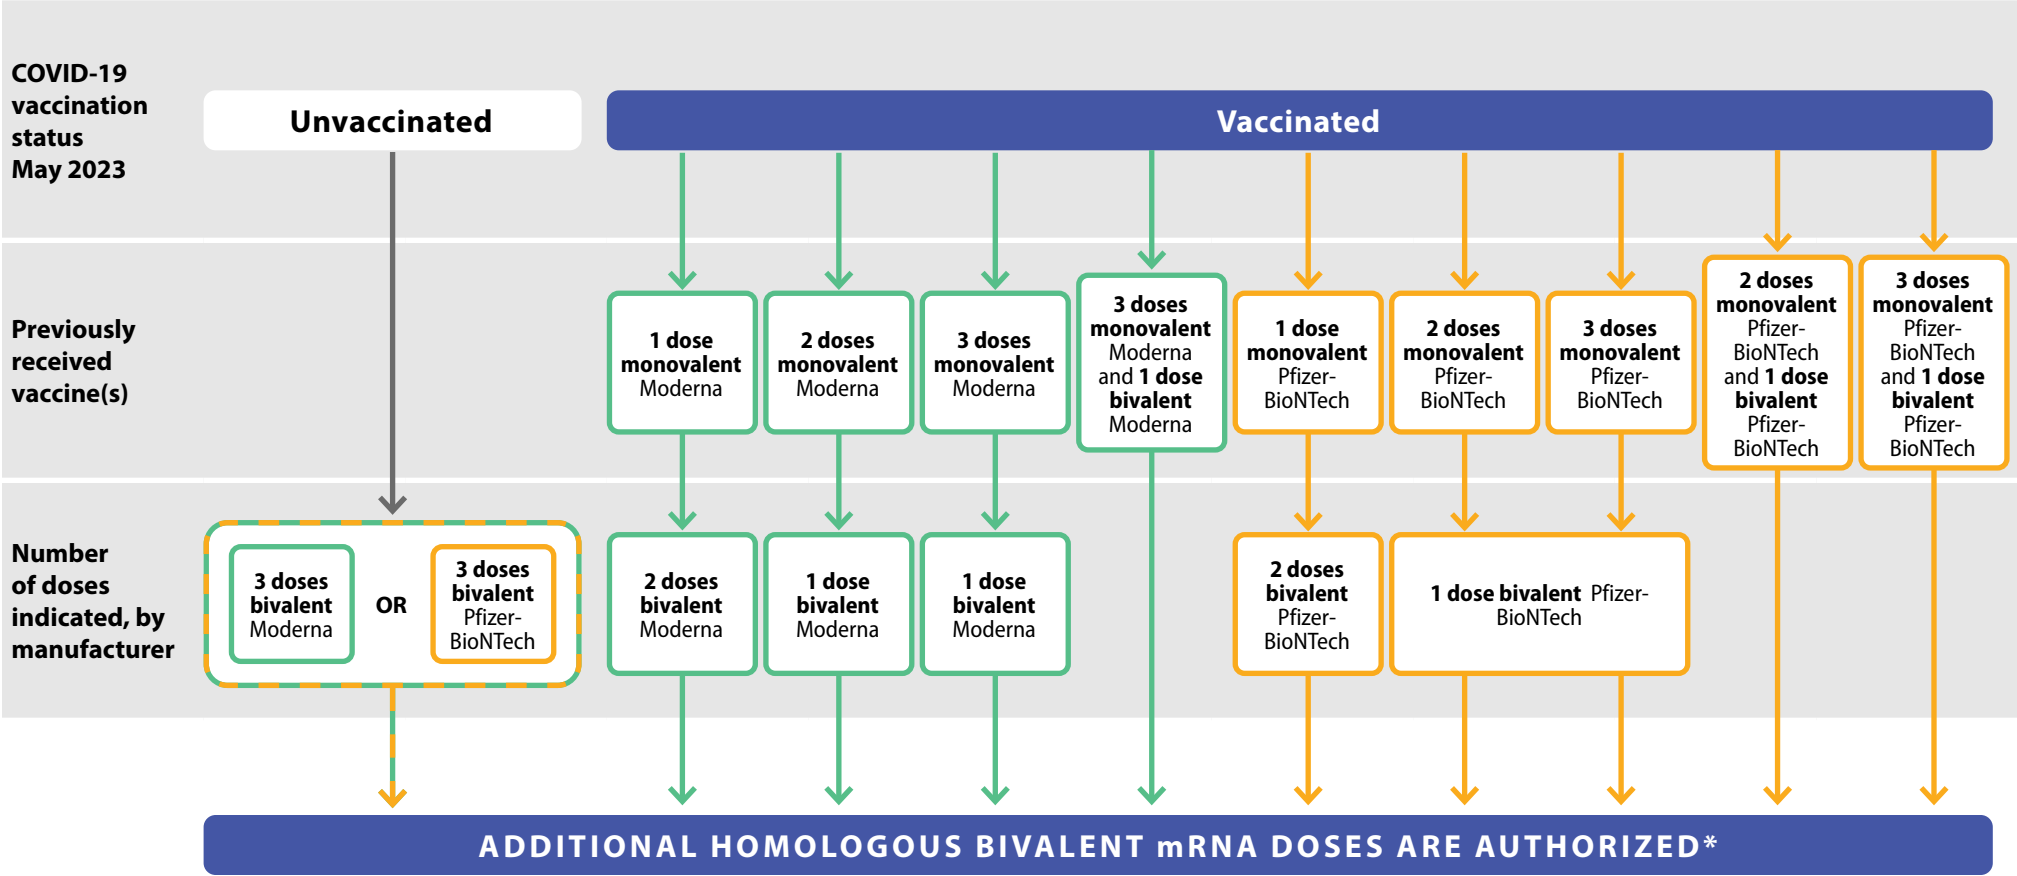 COVID-19
vaccination
status
May 2023
Unvaccinated
Vaccinated
Previously
received
vaccine(s)
1 dose
monovalent
Moderna
2 doses
monovalent
Moderna
3 doses
monovalent
Moderna
3 doses
monovalent
Moderna
and 1 dose
bivalent
Moderna
1 dose
monovalent
Pfizer-
BioNTech
2 doses
monovalent
Pfizer-
BioNTech
3 doses
monovalent
Pfizer-
BioNTech
2 doses
monovalent
Pfizer-
BioNTech
and 1 dose
bivalent
Pfizer-
BioNTech
3 doses
monovalent
Pfizer-
BioNTech
and 1 dose
bivalent
Pfizer-
BioNTech
Number
of doses
indicated, by
manufacturer
3 doses
bivalent
Moderna
OR
3 doses
bivalent
Pfizer-
BioNTech
2 doses
bivalent
Moderna
1 dose
bivalent
Moderna
1 dose
bivalent
Moderna
2 doses
bivalent
Pfizer-
BioNTech
1 dose bivalent Pfizer-
BioNTech
ADDITIONAL HOMOLOGOUS BIVALENT mRNA DOSES ARE AUTHORIZED*